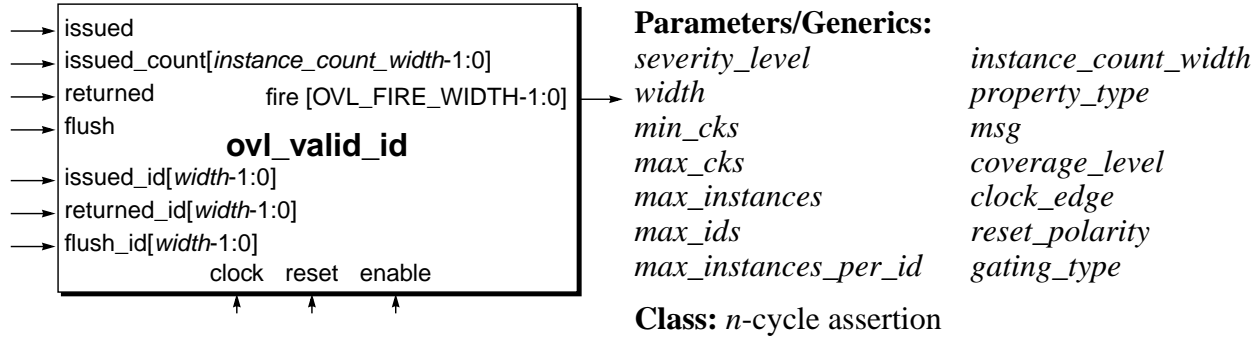 issued
issued_count[instance_count_width-1:0]
returned
fire [OVL_FIRE_WIDTH-1:0]
flush
ovl_valid_id
issued_id[width-1:0]
returned_id[width-1:0]
flush_id[width-1:0]
clock reset enable
Parameters/Generics:
severity_level instance_count_width
width property_type
min_cks msg
max_cks coverage_level
max_instances clock_edge
max_ids reset_polarity
max_instances_per_id gating_type
Class: n-cycle assertion